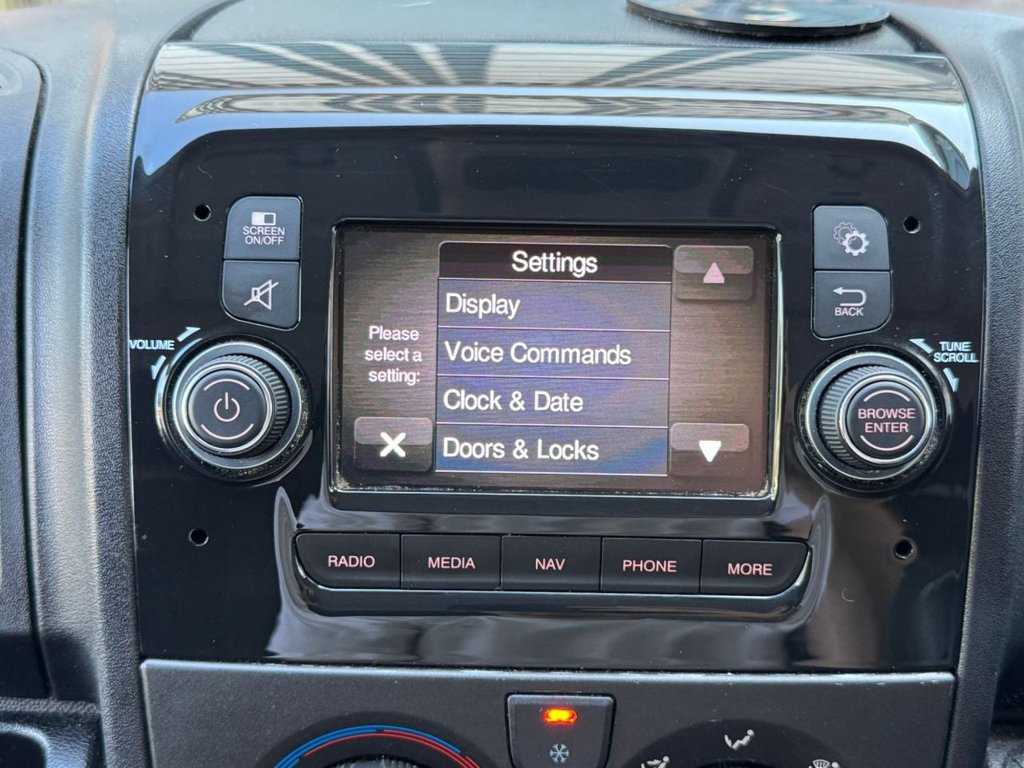 SCREEN
ON/OFF
VOLUME
Please
select a
setting:
Settings
Display
Voice Commands
Clock & Date
Doors & Locks
BACK
TUNE
SCROLL
BROWSE
ENTER
RADIO
MEDIA
NAV
PHONE
MORE